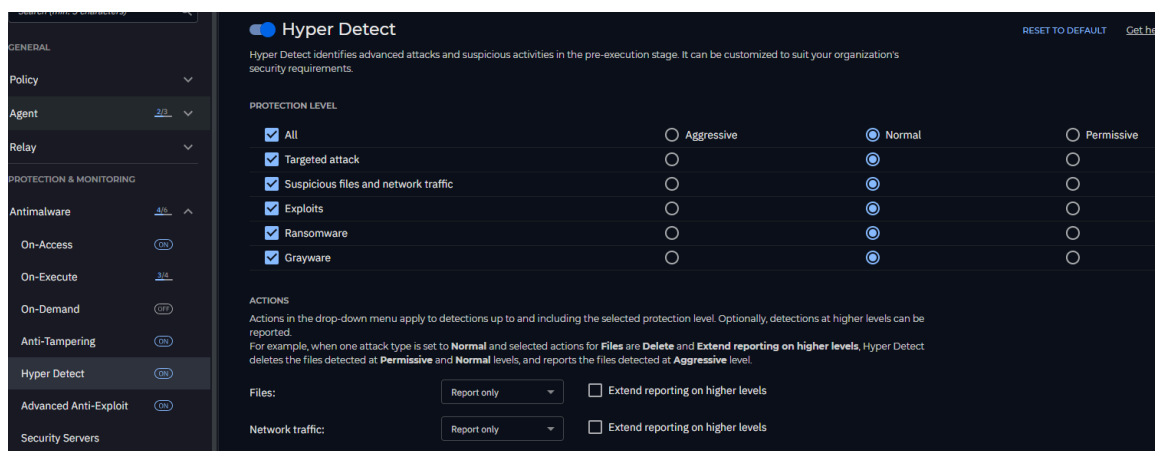 Search (min. 3 characters)
GENERAL
Policy
Agent 2/3
Relay
PROTECTION & MONITORING
Antimalware 4/6
On-Access ON
On-Execute 3/4
On-Demand OFF
Anti-Tampering ON
Hyper Detect ON
Advanced Anti-Exploit ON
Security Servers
Hyper Detect
RESET TO DEFAULT Get he
Hyper Detect identifies advanced attacks and suspicious activities in the pre-execution stage. It can be customized to suit your organization's
security requirements.
PROTECTION LEVEL
All Aggressive Normal Permissive
Targeted attack
Suspicious files and network traffic
Exploits
Ransomware
Grayware
ACTIONS
Actions in the drop-down menu apply to detections up to and including the selected protection level. Optionally, detections at higher levels can be
reported.
For example, when one attack type is set to Normal and selected actions for Files are Delete and Extend reporting on higher levels, Hyper Detect
deletes the files detected at Permissive and Normal levels, and reports the files detected at Aggressive level.
Files: Report only Extend reporting on higher levels
Network traffic: Report only Extend reporting on higher levels